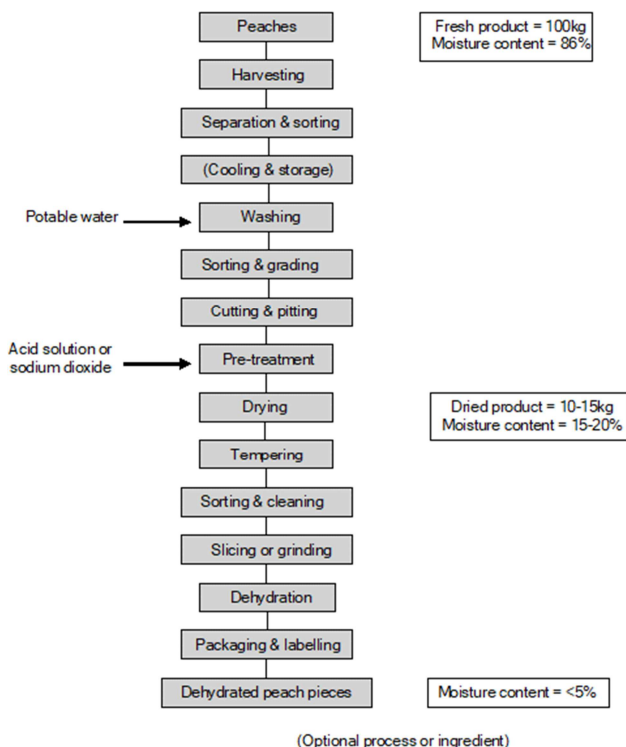 Peaches
Fresh product = 100kg
Moisture content = 86%
Harvesting
Separation & sorting
(Cooling & storage)
Potable water
Washing
Sorting & grading
Cutting & pitting
Acid solution or
sodium dioxide
Pre-treatment
Drying
Dried product = 10-15kg
Moisture content = 15-20%
Tempering
Sorting & cleaning
Slicing or grinding
Dehydration
Packaging & labelling
Dehydrated peach pieces
Moisture content = <5%
(Optional process or ingredient)